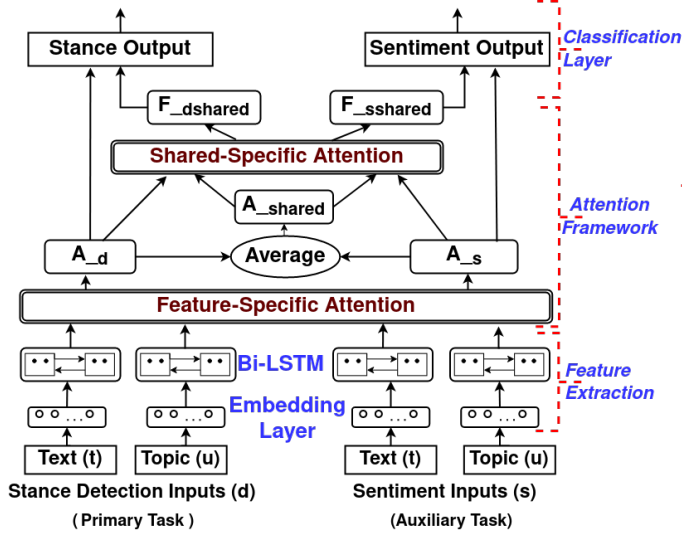 Stance Output
Sentiment Output
Classification
Layer
F_dshared
F_sshared
Shared-Specific Attention
A_shared
Attention
Framework
A_d
Average
A_s
Feature-Specific Attention
Bi-LSTM
Feature
Extraction
Embedding
Layer
Text (t)
Topic (u)
Text (t)
Topic (u)
Stance Detection Inputs (d)
Sentiment Inputs (s)
( Primary Task )
(Auxiliary Task)